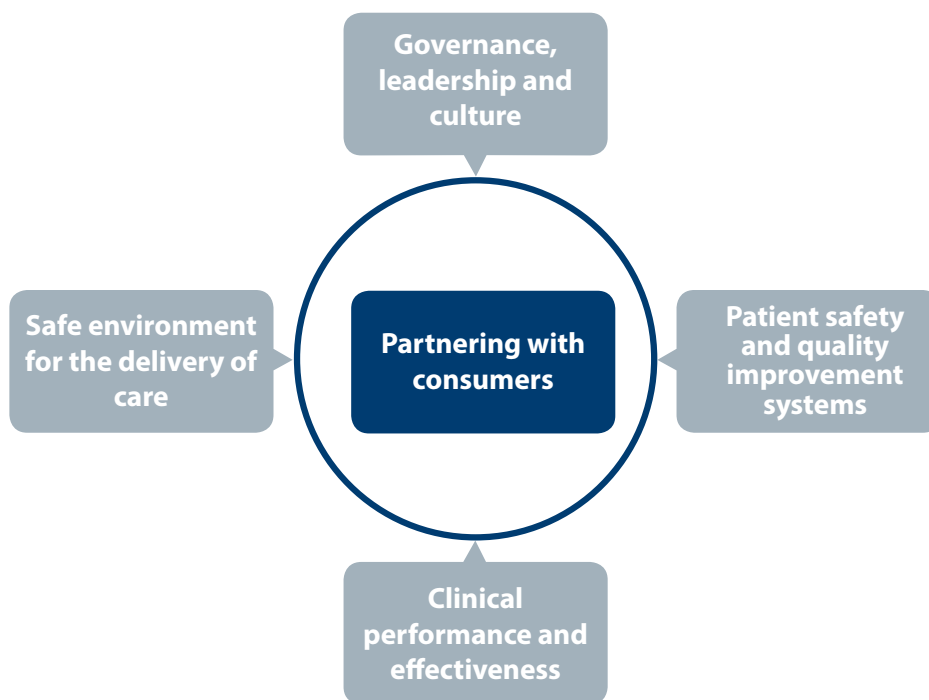 Governance,
leadership and
culture
Safe environment
for the delivery of
care
Partnering with
consumers
Patient safety
and quality
improvement
systems
Clinical
performance and
effectiveness